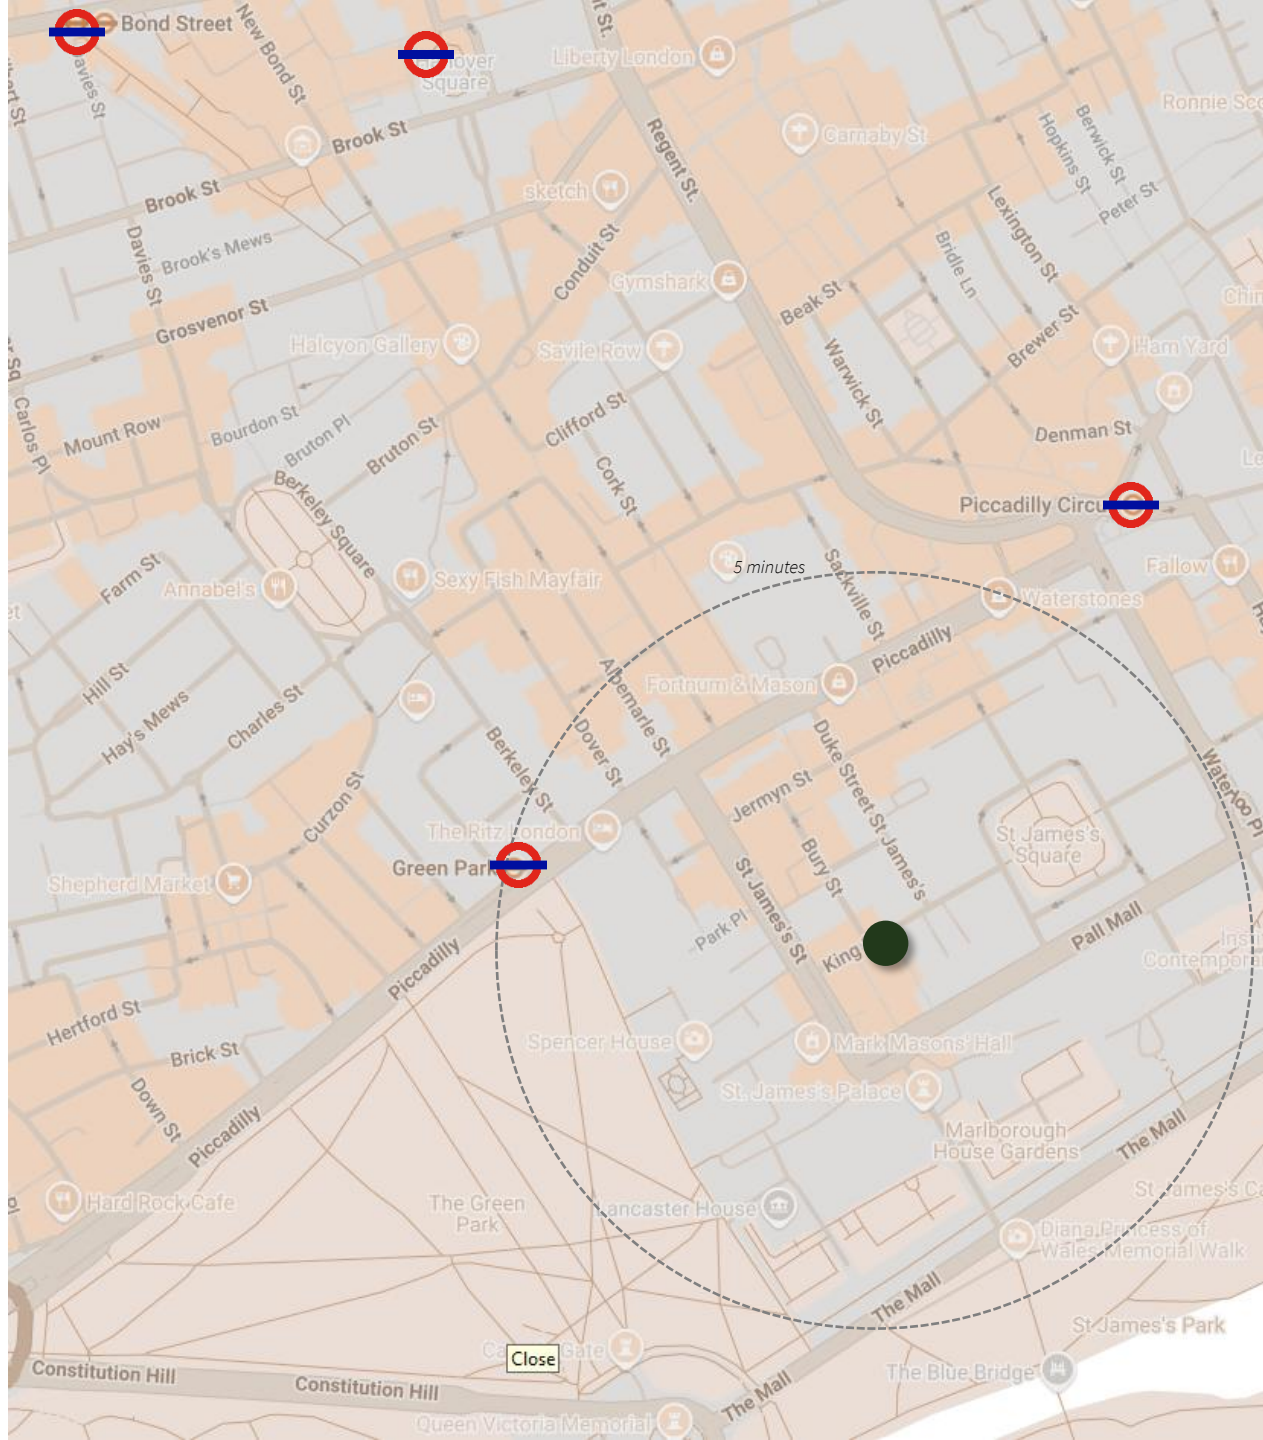 Bond Street
New Bond St
Davies St
Hanover
Square
Liberty London
Ronnie Sco
Brook St
Regent St.
Carnaby St
Hopkins St
Berwick St
Peter St
Brook St
sketch
Lexington St
Davies St
Brook's Mews
Conduit St
Bridle Ln
Gymshark
Beak St
Grosvenor St
Halcyon Gallery
Savile Row
Warwick St
Brewer St
Ham Yard
Carlos Pl
Mount Row
Bourdon St
Bruton Pl
Bruton St
Clifford St
Denman St
Cork St
Berkeley Square
Piccadilly Circu
Farm St
Annabel's
Sexy Fish Mayfair
5 minutes
Sackville St
Fallow
Waterstones
Hill St
Hay's Mews
Charles St
Albemarle St
Fortnum & Mason
Piccadilly
Berkeley St
Dover St
Duke Street St James's
Waterloo Pl
Curzon St
Jermyn St
The Ritz London
St James's
Square
Green Park
Shepherd Market
Bury St
St James's St
Park Pl
King
Pall Mall
Piccadilly
Hertford St
Brick St
Spencer House
Mark Masons' Hall
Down St
Piccadilly
St. James's Palace
Marlborough
House Gardens
The Mall
Hard Rock Cafe
The Green
Park
Lancaster House
St James's Ca
Diana Princess of
Wales Memorial Walk
The Mall
St James's Park
Close
Gate
The Blue Bridge
Constitution Hill
Constitution Hill
The Mall
Queen Victoria Memorial